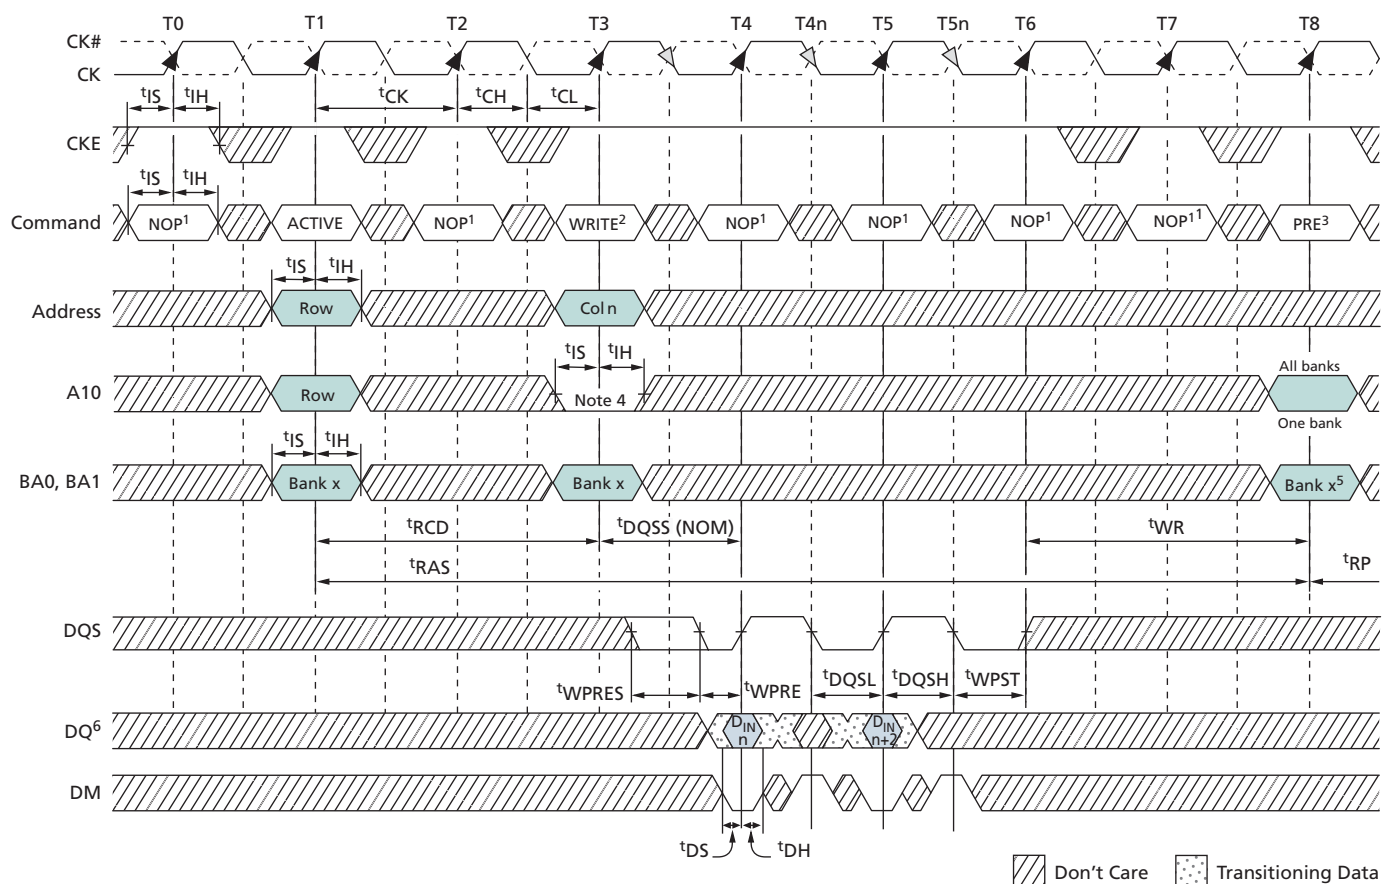 T0 T1 T2 T3 T4 T4n T5 T5n T6 T7 T8
CK#
CK
tIS tIH tCK tCH tCL
CKE
tIS tIH
Command NOP1 ACTIVE NOP1 WRITE2 NOP1 NOP1 NOP1 NOP11 PRE3
tIS tIH
Address Row Col n
tIS tIH All banks
A10 Row Note 4
One bank
tIS tIH
BA0, BA1 Bank x Bank x Bank x5
tRCD tDQSS (NOM) tWR
tRAS tRP
DQS
tWPRES tWPRE tDQSL tDQSH tWPST
DQ6 DIN n DIN n+2
DM
tDS tDH
Don't Care Transitioning Data